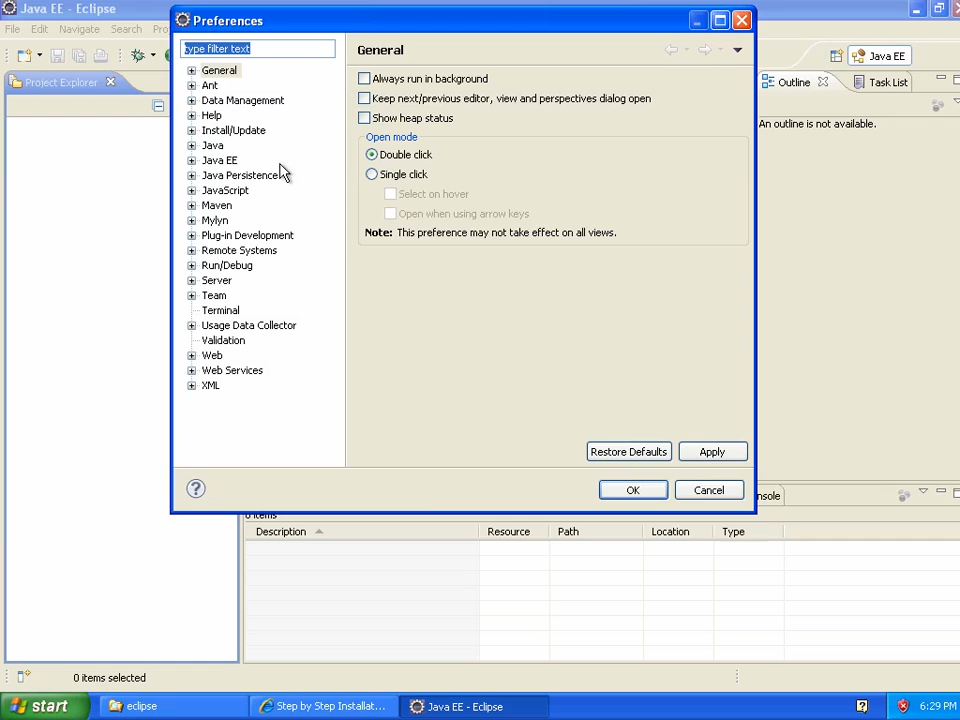 Java EE - Eclipse
File Edit Navigate Search
Java EE
Project Explorer
Outline Task List
An outline is not available.
Preferences
type filter text
General
Ant
Data Management
Help
Install/Update
Java
Java EE
Java Persistence
JavaScript
Maven
Mylyn
Plug-in Development
Remote Systems
Run/Debug
Server
Team
Terminal
Usage Data Collector
Validation
Web
Web Services
XML
General
Always run in background
Keep next/previous editor, view and perspectives dialog open
Show heap status
Open mode
Double click
Single click
Select on hover
Open when using arrow keys
Note: This preference may not take effect on all views.
Restore Defaults Apply
? OK Cancel
0 items
Description Resource Path Location Type
0 items selected
start eclipse Step by Step Installat... Java EE - Eclipse ? 6:29 PM